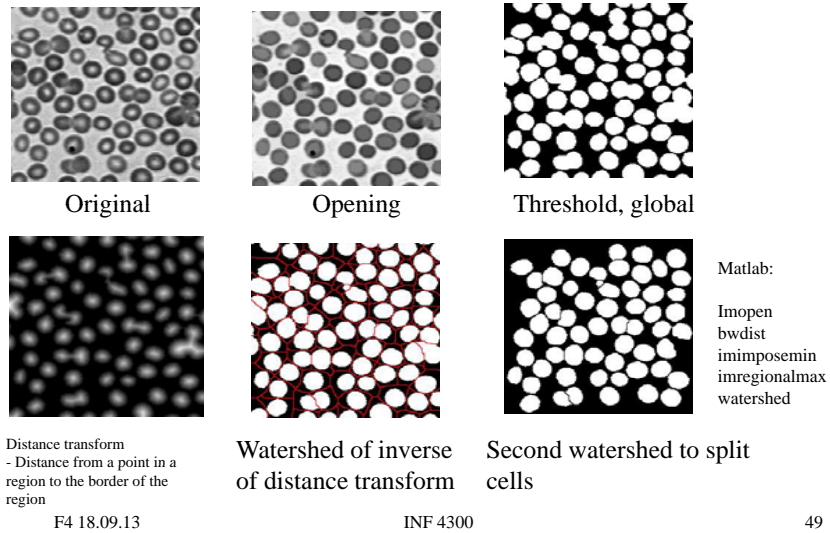 Original
Opening
Threshold, global
Matlab:
Imopen
bwdist
imimposemin
imregionalmax
watershed
Distance transform
- Distance from a point in a
region to the border of the
region
Watershed of inverse
of distance transform
Second watershed to split
cells
F4 18.09.13
INF 4300
49